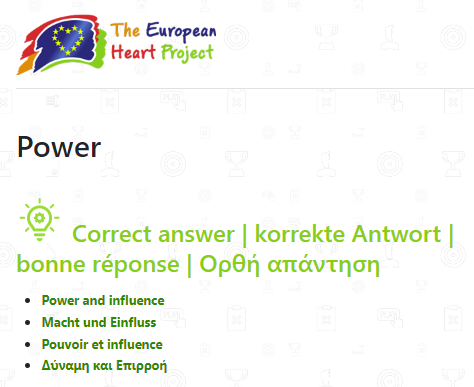 The European
Heart Project
Power
Correct answer | korrekte Antwort |
bonne réponse | Ορθή απάντηση
Power and influence
Macht und Einfluss
Pouvoir et influence
Δύναμη και Επιρροή